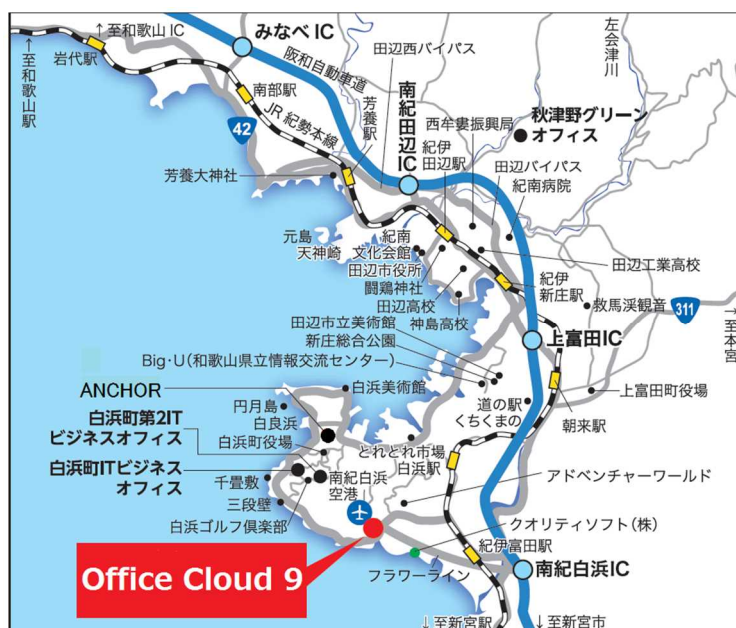 ↑至和歌山IC
みなべIC
岩代駅
↑至和歌山駅
阪和自動車道
田辺西バイパス
左会津川
南部駅
JR紀勢本線
42
芳養駅
南紀田辺IC
西牟婁振興局
秋津野グリーン
オフィス
紀伊
田辺駅
田辺バイパス
紀南病院
芳養大神社
元島
天神崎
紀南
文化会館
田辺市役所
闘鶏神社
田辺高校
神島高校
田辺工業高校
紀伊
新庄駅
救馬渓観音
311
→至本宮
田辺市立美術館
新庄総合公園
Big・U(和歌山県立情報交流センター)
上富田IC
上富田町役場
朝来駅
道の駅
くちくまの
ANCHOR
白浜美術館
円月島
白良浜
白浜町第2IT
ビジネスオフィス
白浜町役場
とれとれ市場
白浜駅
白浜町ITビジネス
オフィス
千畳敷
三段壁
南紀白浜
空港
白浜ゴルフ倶楽部
アドベンチャーワールド
クオリティソフト(株)
紀伊富田駅
フラワーライン
南紀白浜IC
Office Cloud 9
↓至新宮駅
↓至新宮市